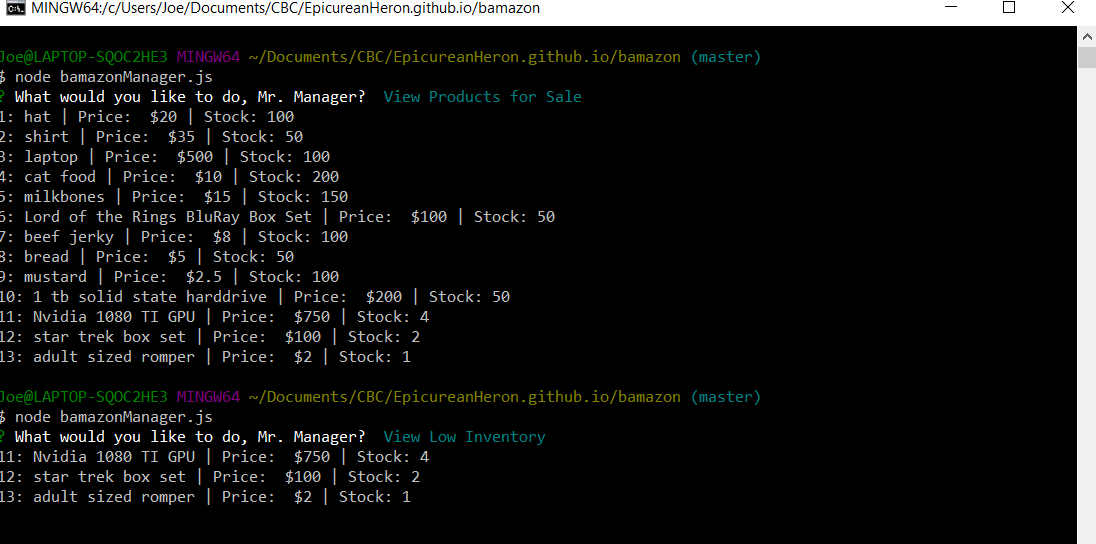 MINGW64:/c/Users/Joe/Documents/CBC/EpicureanHeron.github.io/bamazon
Joe@LAPTOP-SQOC2HE3 MINGW64 ~/Documents/CBC/EpicureanHeron.github.io/bamazon (master)
$ node bamazonManager.js
? What would you like to do, Mr. Manager?  View Products for Sale
1: hat | Price:  $20 | Stock: 100
2: shirt | Price:  $35 | Stock: 50
3: laptop | Price:  $500 | Stock: 100
4: cat food | Price:  $10 | Stock: 200
5: milkbones | Price:  $15 | Stock: 150
6: Lord of the Rings BluRay Box Set | Price:  $100 | Stock: 50
7: beef jerky | Price:  $8 | Stock: 100
8: bread | Price:  $5 | Stock: 50
9: mustard | Price:  $2.5 | Stock: 100
10: 1 tb solid state harddrive | Price:  $200 | Stock: 50
11: Nvidia 1080 TI GPU | Price:  $750 | Stock: 4
12: star trek box set | Price:  $100 | Stock: 2
13: adult sized romper | Price:  $2 | Stock: 1
Joe@LAPTOP-SQOC2HE3 MINGW64 ~/Documents/CBC/EpicureanHeron.github.io/bamazon (master)
$ node bamazonManager.js
? What would you like to do, Mr. Manager?  View Low Inventory
11: Nvidia 1080 TI GPU | Price:  $750 | Stock: 4
12: star trek box set | Price:  $100 | Stock: 2
13: adult sized romper | Price:  $2 | Stock: 1